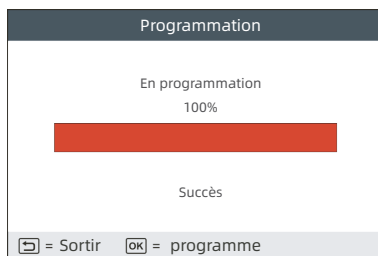 Programmation
En programmation
100%
Succès
= Sortir OK = programme